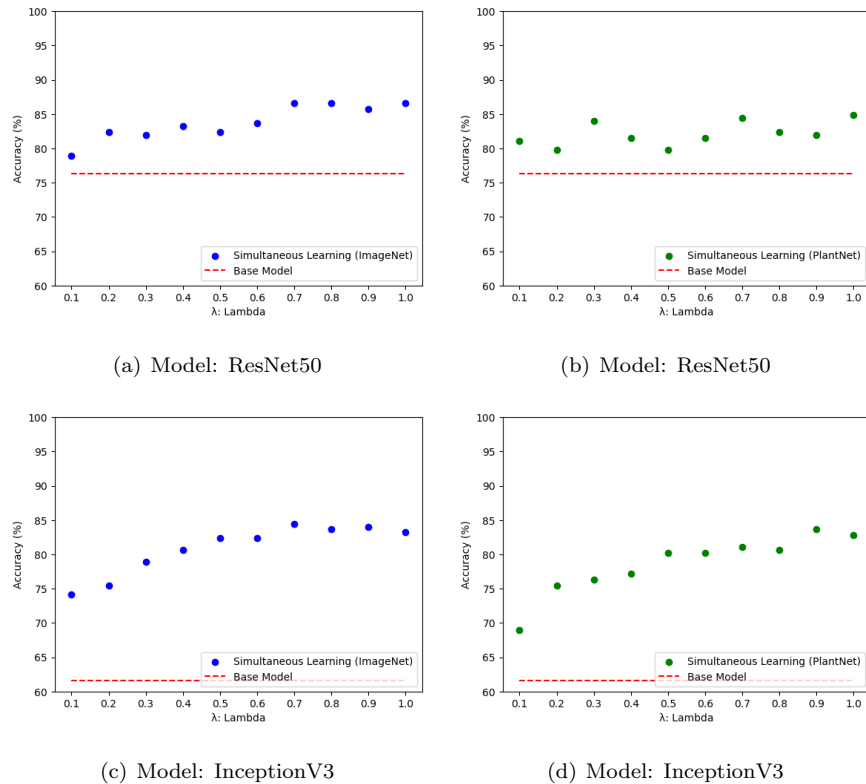 100
95
90
85
80
75
70
65
60
Accuracy (%)
Simultaneous Learning (ImageNet)
Base Model
0.1 0.2 0.3 0.4 0.5 0.6 0.7 0.8 0.9 1.0
λ: Lambda
(a) Model: ResNet50
100
95
90
85
80
75
70
65
60
Accuracy (%)
Simultaneous Learning (PlantNet)
Base Model
0.1 0.2 0.3 0.4 0.5 0.6 0.7 0.8 0.9 1.0
λ: Lambda
(b) Model: ResNet50
100
95
90
85
80
75
70
65
60
Accuracy (%)
Simultaneous Learning (ImageNet)
Base Model
0.1 0.2 0.3 0.4 0.5 0.6 0.7 0.8 0.9 1.0
λ: Lambda
(c) Model: InceptionV3
100
95
90
85
80
75
70
65
60
Accuracy (%)
Simultaneous Learning (PlantNet)
Base Model
0.1 0.2 0.3 0.4 0.5 0.6 0.7 0.8 0.9 1.0
λ: Lambda
(d) Model: InceptionV3